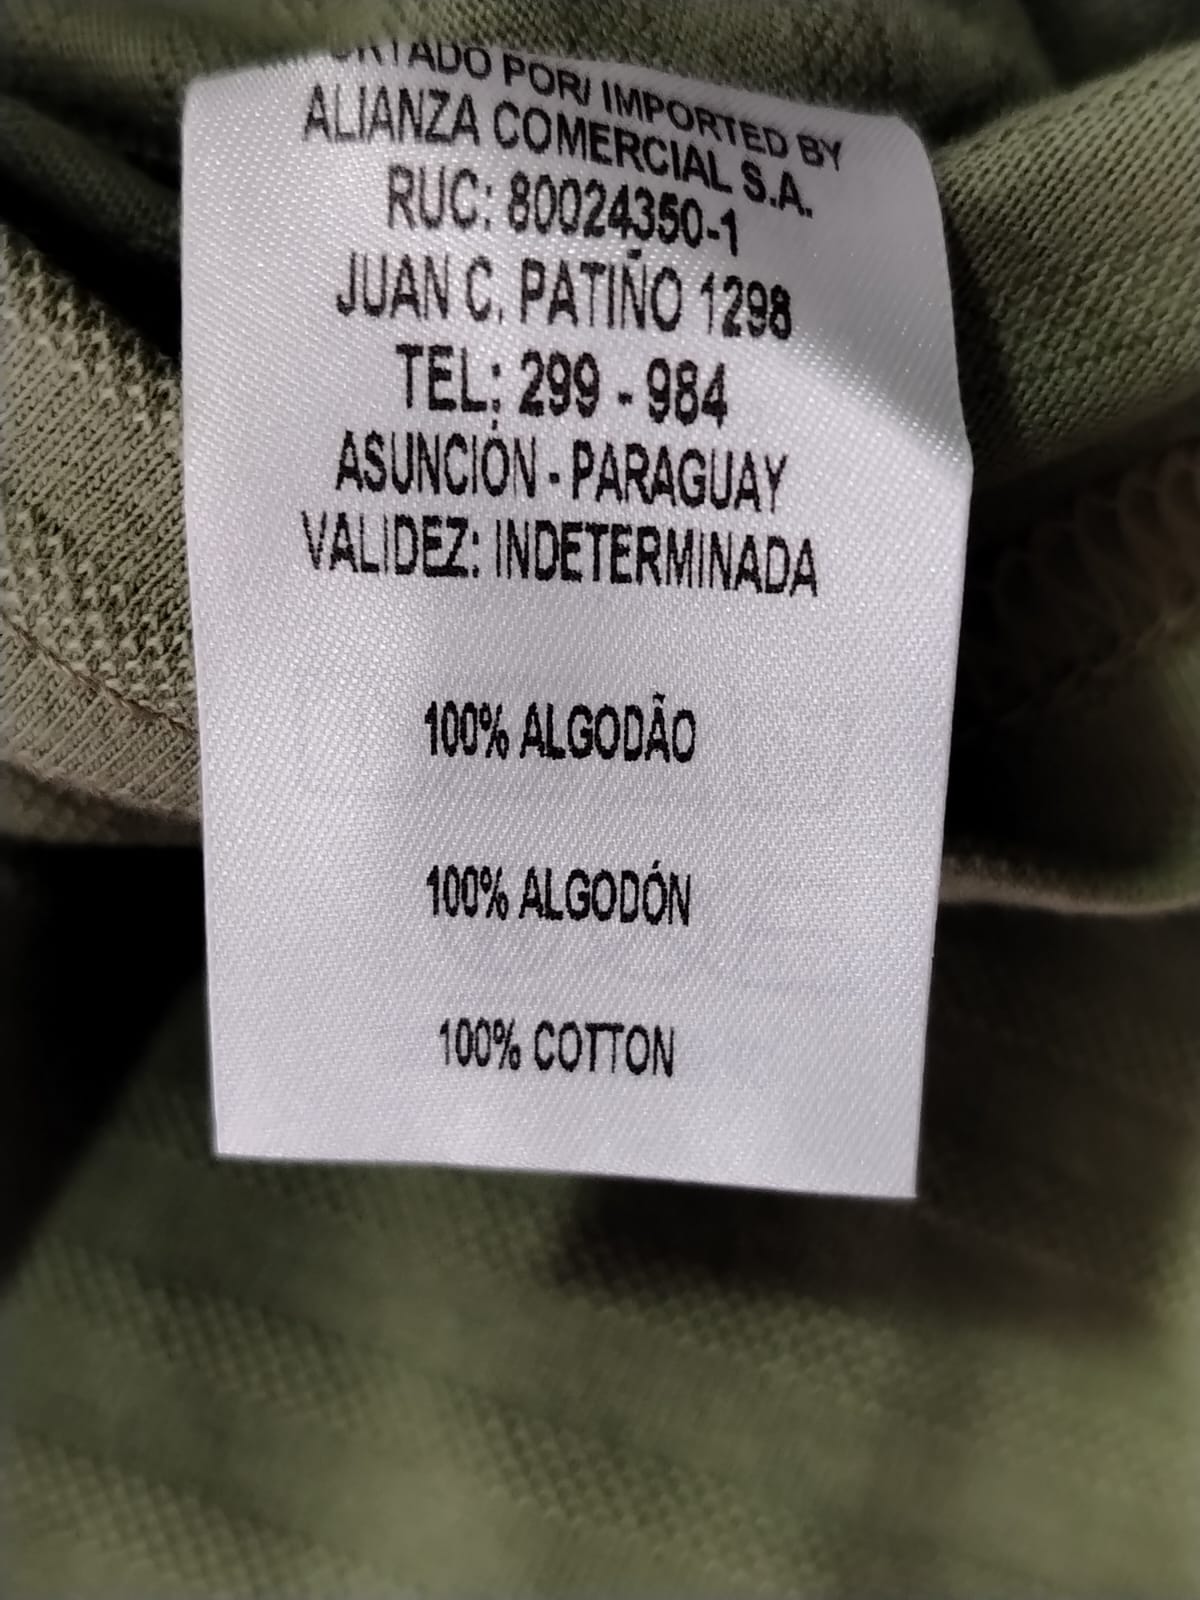 POR/ IMPORTED BY
ALIANZA COMERCIAL S.A.
RUC: 80024350-1
JUAN C. PATIÑO 1298
TEL: 299 - 984
ASUNCIÓN - PARAGUAY
VALIDEZ: INDETERMINADA
100% ALGODÃO
100% ALGODÓN
100% COTTON